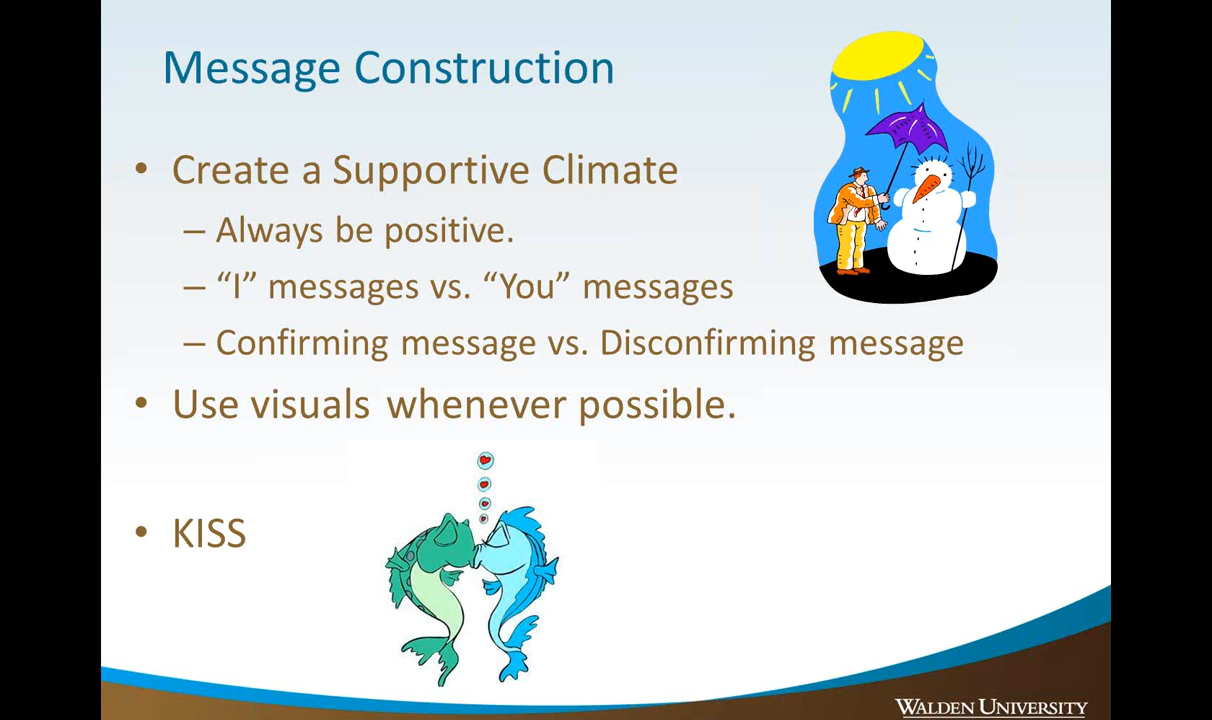 Message Construction
• Create a Supportive Climate
– Always be positive.
– “I” messages vs. “You” messages
– Confirming message vs. Disconfirming message
• Use visuals whenever possible.
• KISS
WALDEN UNIVERSITY